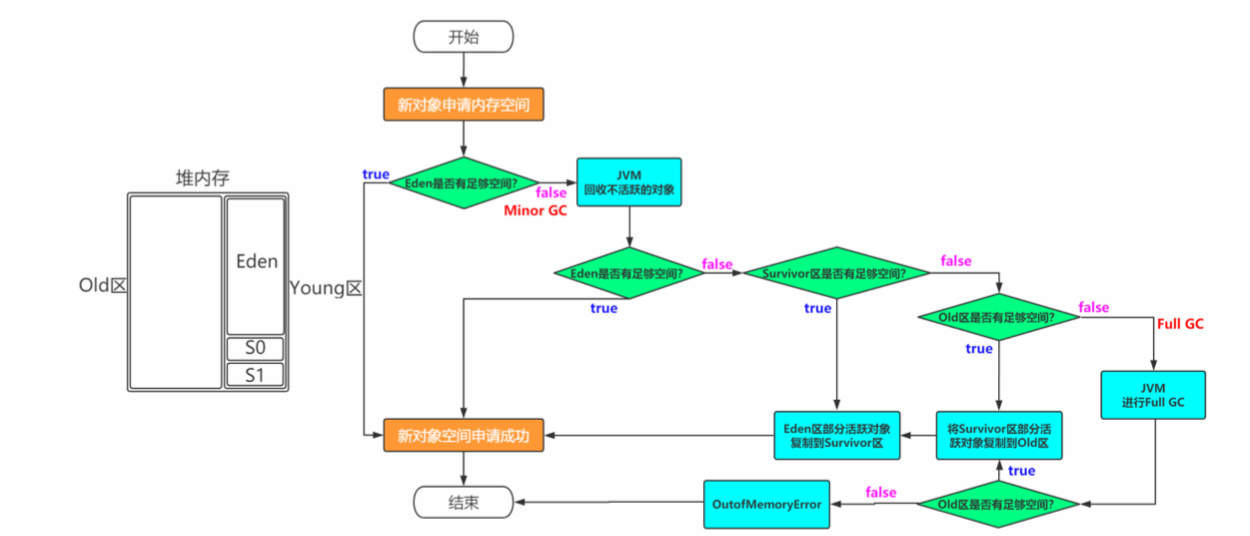 开始
新对象申请内存空间
true
Eden是否有足够空间?
false
Minor GC
JVM
回收不活跃的对象
堆内存
Old区
Eden
S0
S1
Young区
Eden是否有足够空间?
false
true
Survivor区是否有足够空间?
false
true
Old区是否有足够空间?
false
Full GC
true
JVM
进行Full GC
新对象空间申请成功
Eden区部分活跃对象
复制到Survivor区
将Survivor区部分活
跃对象复制到Old区
true
结束
OutofMemoryError
false
Old区是否有足够空间?